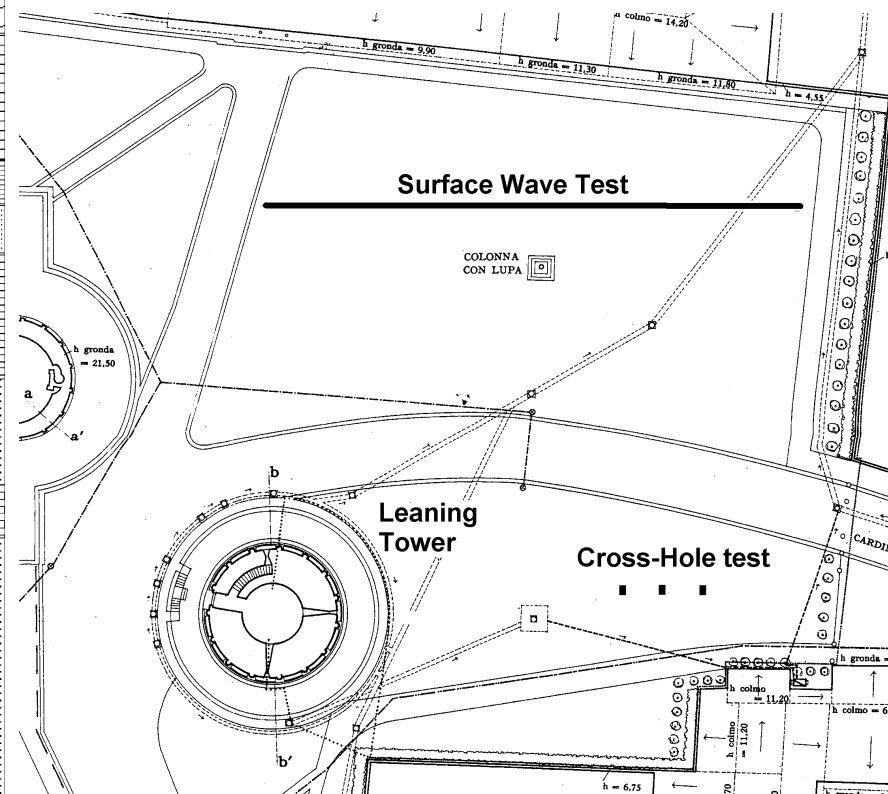 h colmo = 14,20
h gronda = 9,90
h gronda = 11,30
h gronda = 11,80
h = 4,55
Surface Wave Test
COLONNA
CON LUPA
h gronda
= 21,50
a
a'
b
Leaning
Tower
Cross-Hole test
CARDI
h gronda =
h colmo
= 11,20
h colmo = 6
h colmo
= 11,20
b'
h = 6,75
70